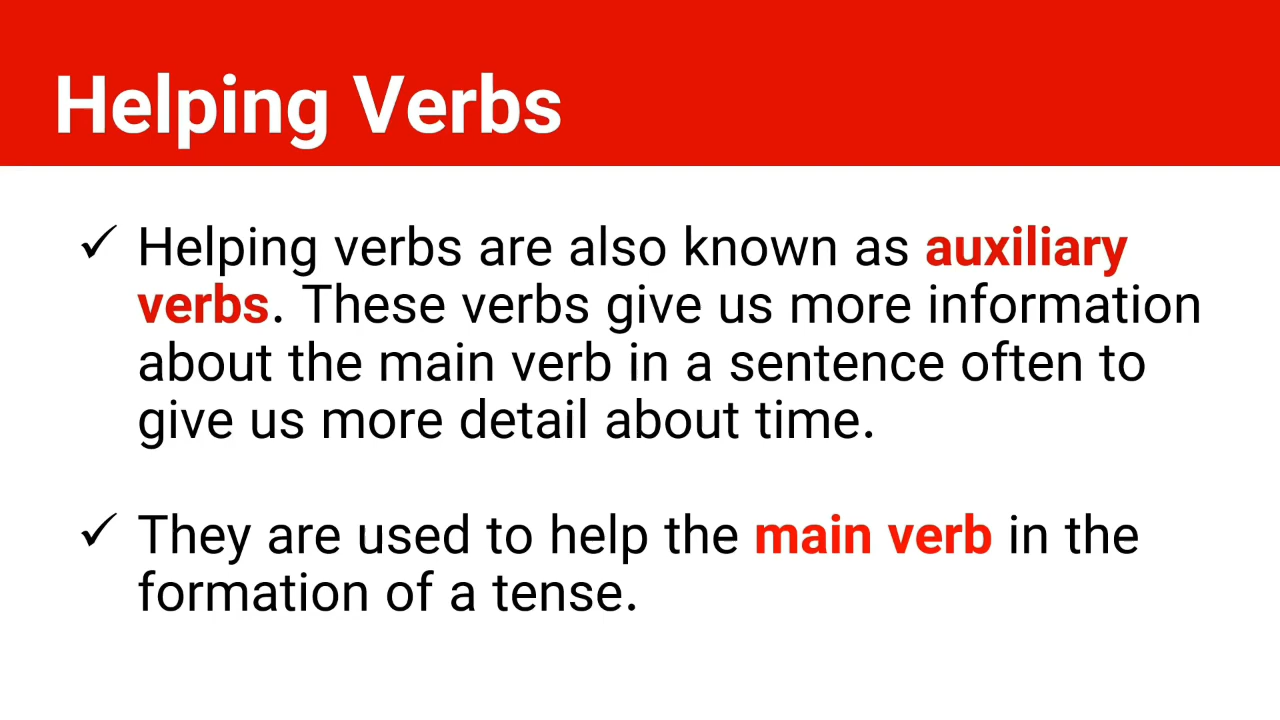 Helping Verbs
✓ Helping verbs are also known as auxiliary
verbs. These verbs give us more information
about the main verb in a sentence often to
give us more detail about time.
✓ They are used to help the main verb in the
formation of a tense.